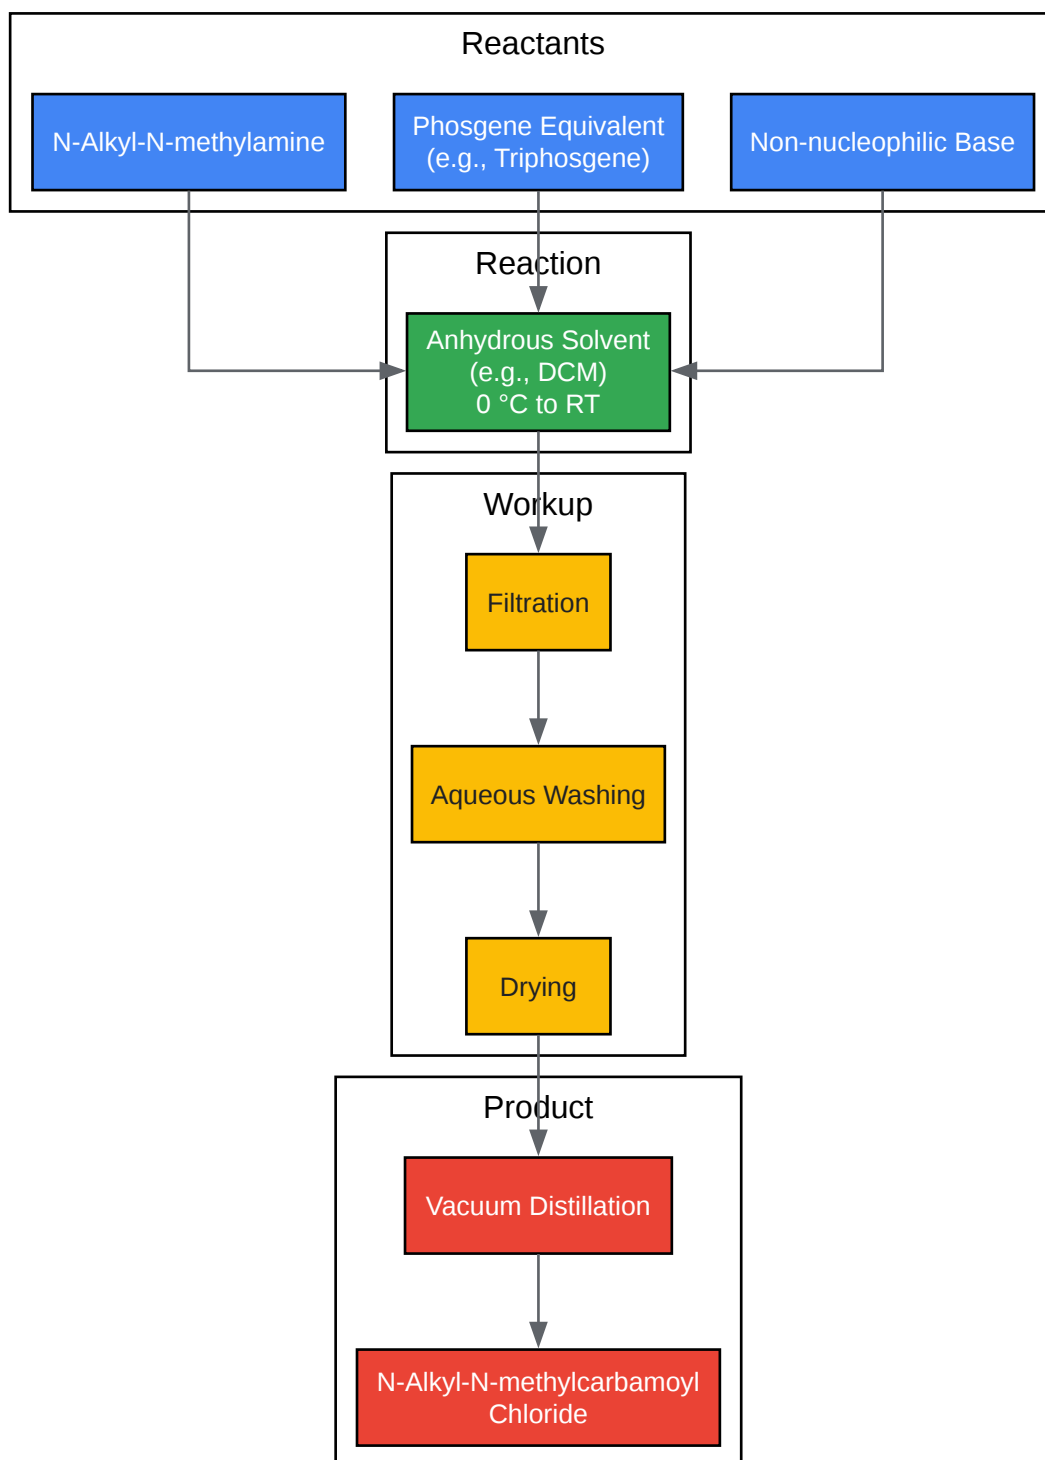 Reactants
N-Alkyl-N-methylamine
Phosgene Equivalent
(e.g., Triphosgene)
Non-nucleophilic Base
Reaction
Anhydrous Solvent
(e.g., DCM)
0 °C to RT
Workup
Filtration
Aqueous Washing
Drying
Product
Vacuum Distillation
N-Alkyl-N-methylcarbamoyl
Chloride